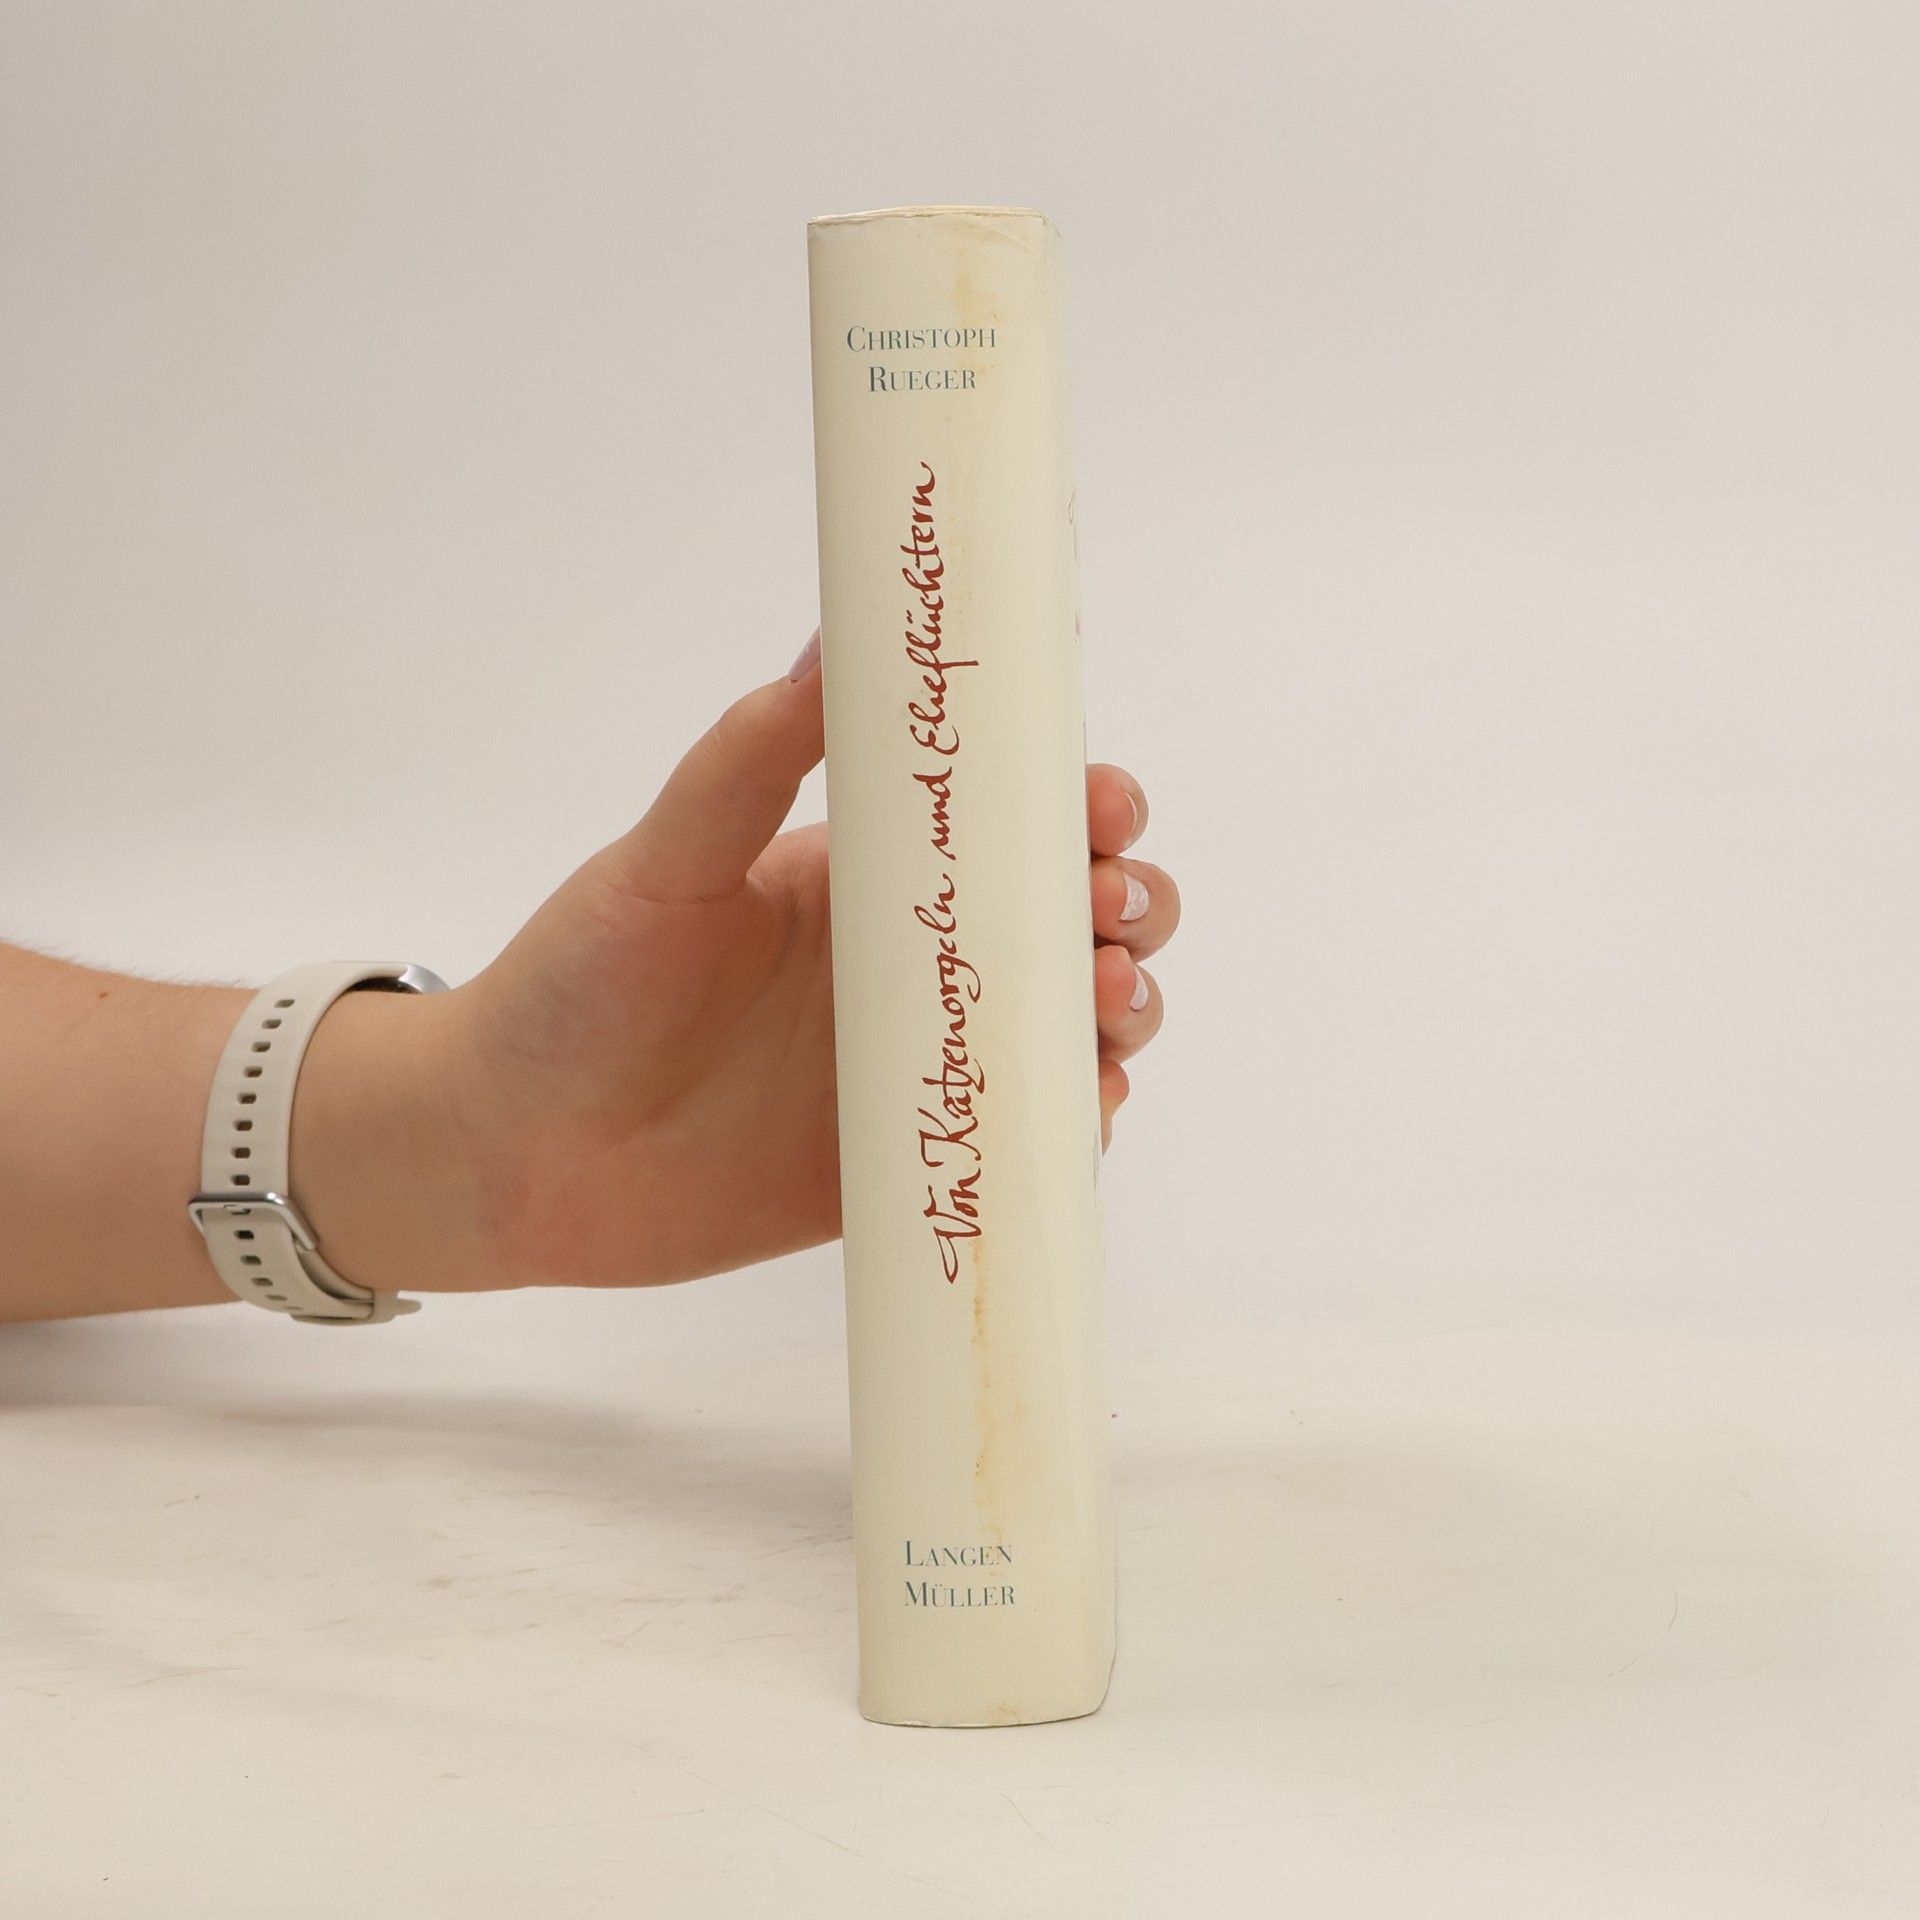 CHRISTOPH
RUEGER
Von Katzenorgeln und Eheflüchtern
LANGEN
MÜLLER